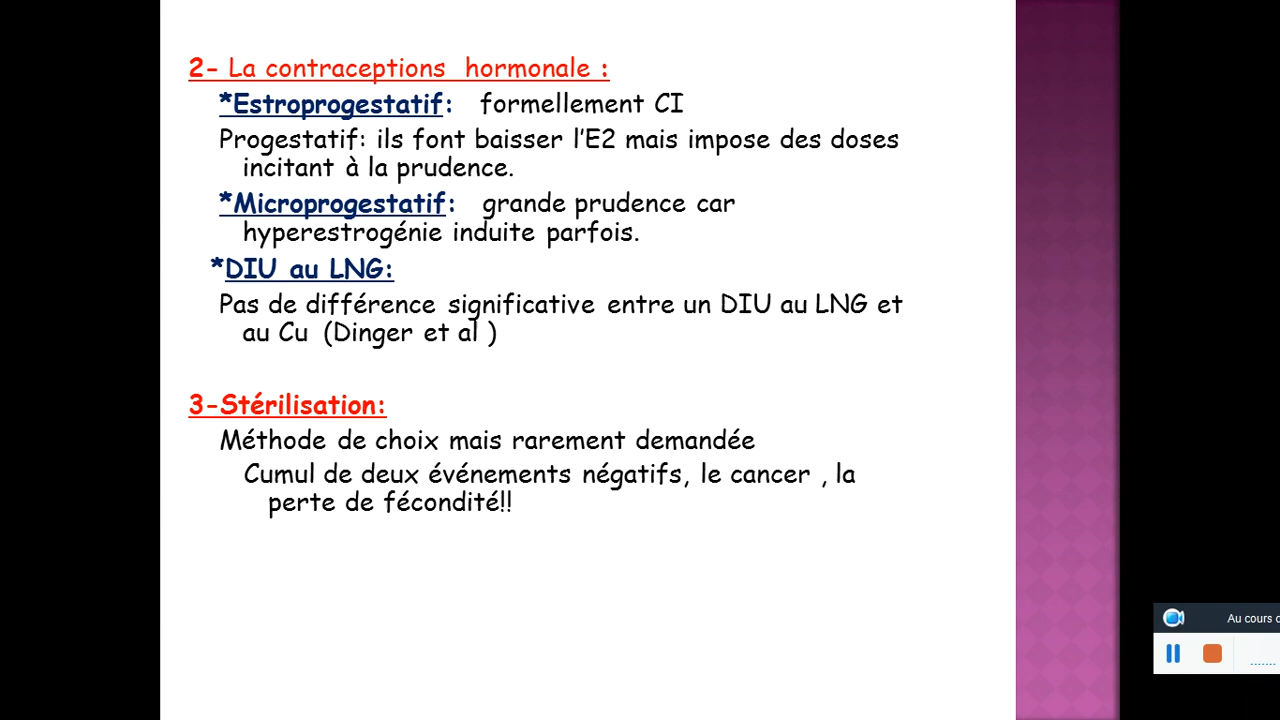 2- La contraceptions hormonale :
*Estroprogestatif: formellement CI
Progestatif: ils font baisser l'E2 mais impose des doses
incitant à la prudence.
*Microprogestatif: grande prudence car
hyperestrogénie induite parfois.
*DIU au LNG:
Pas de différence significative entre un DIU au LNG et
au Cu (Dinger et al )
3-Stérilisation:
Méthode de choix mais rarement demandée
Cumul de deux événements négatifs, le cancer , la
perte de fécondité!!
Au cours